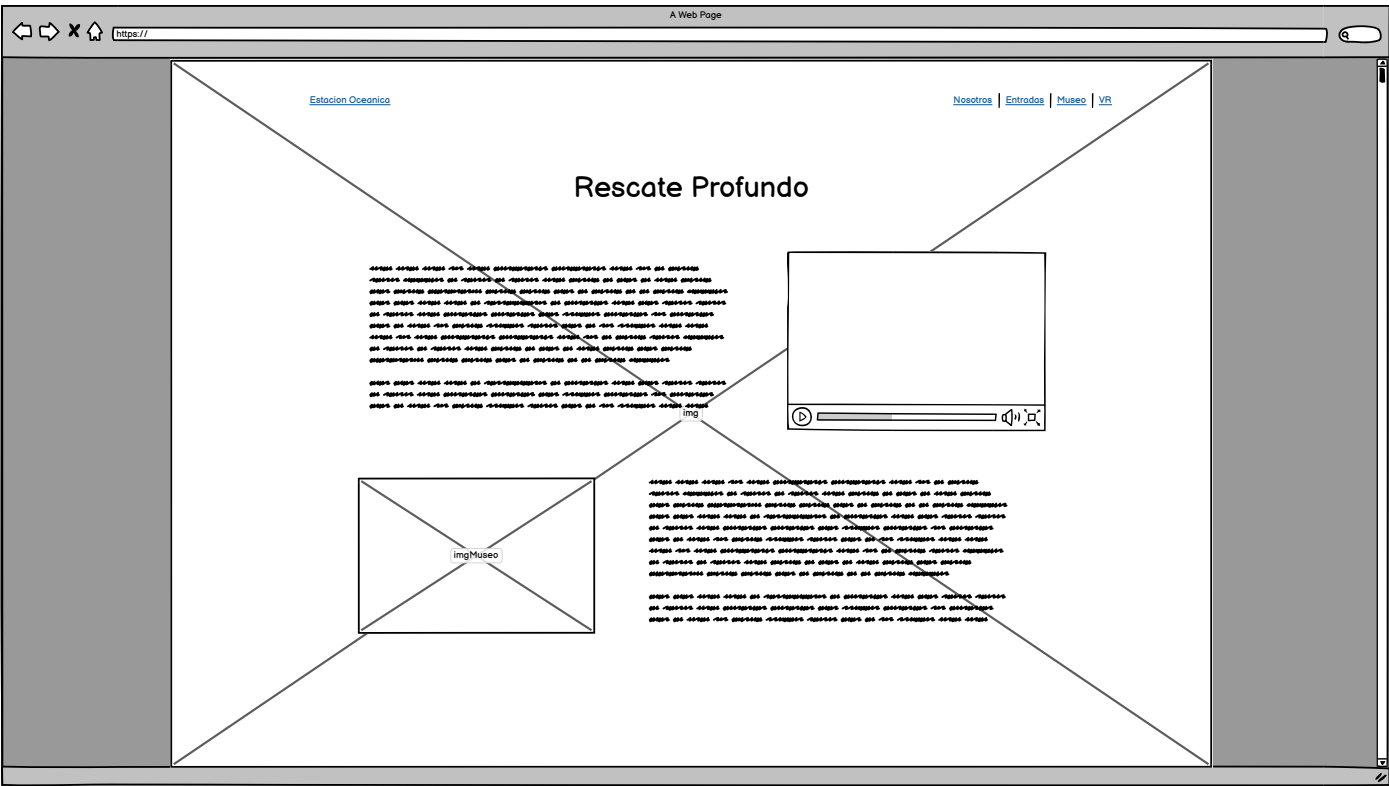 A Web Page
https://
Estacion Oceanica
Nosotros | Entradas | Museo | VR
Rescate Profundo
img
imgMuseo